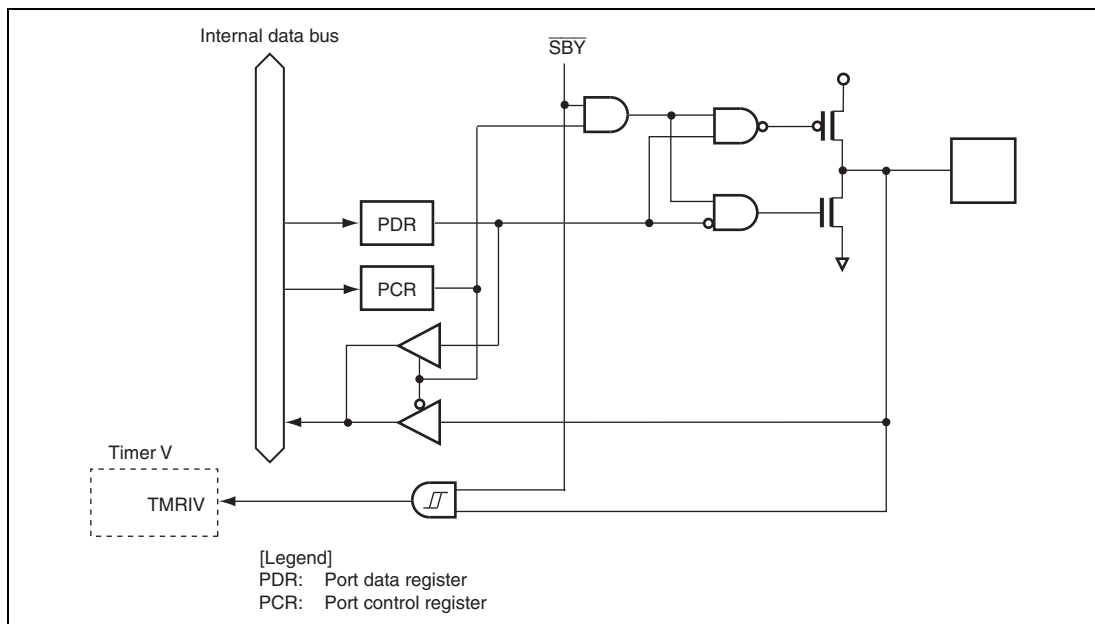 Internal data bus
SBY
PDR
PCR
Timer V
TMRIV
[Legend]
PDR: Port data register
PCR: Port control register